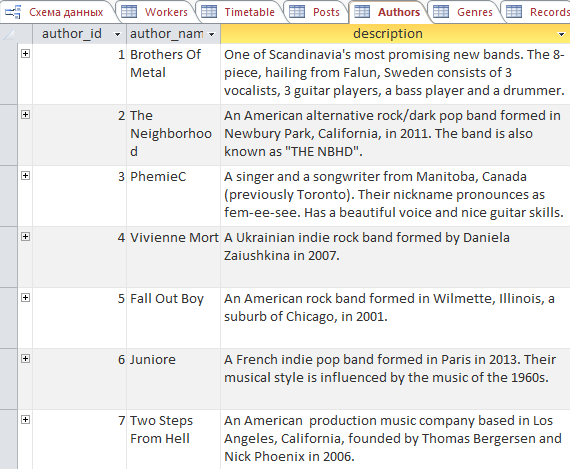 Схема данных Workers Timetable Posts Authors Genres Records
author_id author_nam description
1 Brothers Of One of Scandinavia's most promising new bands. The 8-
Metal piece, hailing from Falun, Sweden consists of 3
vocalists, 3 guitar players, a bass player and a drummer.
2 The An American alternative rock/dark pop band formed in
Neighborhoo Newbury Park, California, in 2011. The band is also
d known as "THE NBHD".
3 PhemieC A singer and a songwriter from Manitoba, Canada
(previously Toronto). Their nickname pronounces as
fem-ee-see. Has a beautiful voice and nice guitar skills.
4 Vivienne Mort A Ukrainian indie rock band formed by Daniela
Zaiushkina in 2007.
5 Fall Out Boy An American rock band formed in Wilmette, Illinois, a
suburb of Chicago, in 2001.
6 Juniore A French indie pop band formed in Paris in 2013. Their
musical style is influenced by the music of the 1960s.
7 Two Steps An American production music company based in Los
From Hell Angeles, California, founded by Thomas Bergersen and
Nick Phoenix in 2006.